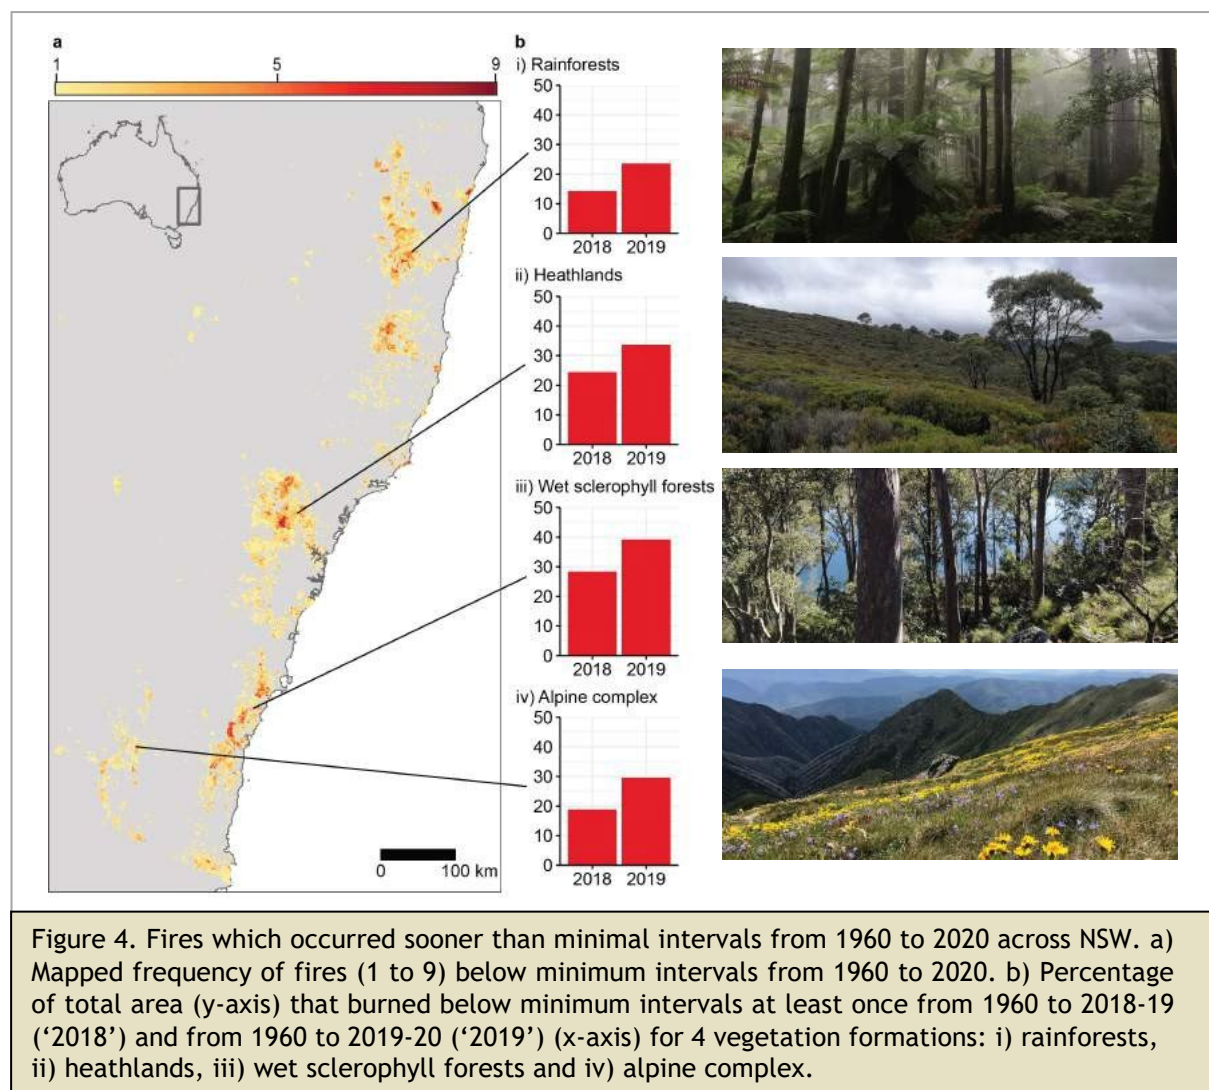 a
1 5 9
0 100 km
b
i) Rainforests
50
40
30
20
10
0
2018 2019
ii) Heathlands
50
40
30
20
10
0
2018 2019
iii) Wet sclerophyll forests
50
40
30
20
10
0
2018 2019
iv) Alpine complex
50
40
30
20
10
0
2018 2019
Figure 4. Fires which occurred sooner than minimal intervals from 1960 to 2020 across NSW. a)
Mapped frequency of fires (1 to 9) below minimum intervals from 1960 to 2020. b) Percentage
of total area (y-axis) that burned below minimum intervals at least once from 1960 to 2018-19
(‘2018’) and from 1960 to 2019-20 (‘2019’) (x-axis) for 4 vegetation formations: i) rainforests,
ii) heathlands, iii) wet sclerophyll forests and iv) alpine complex.